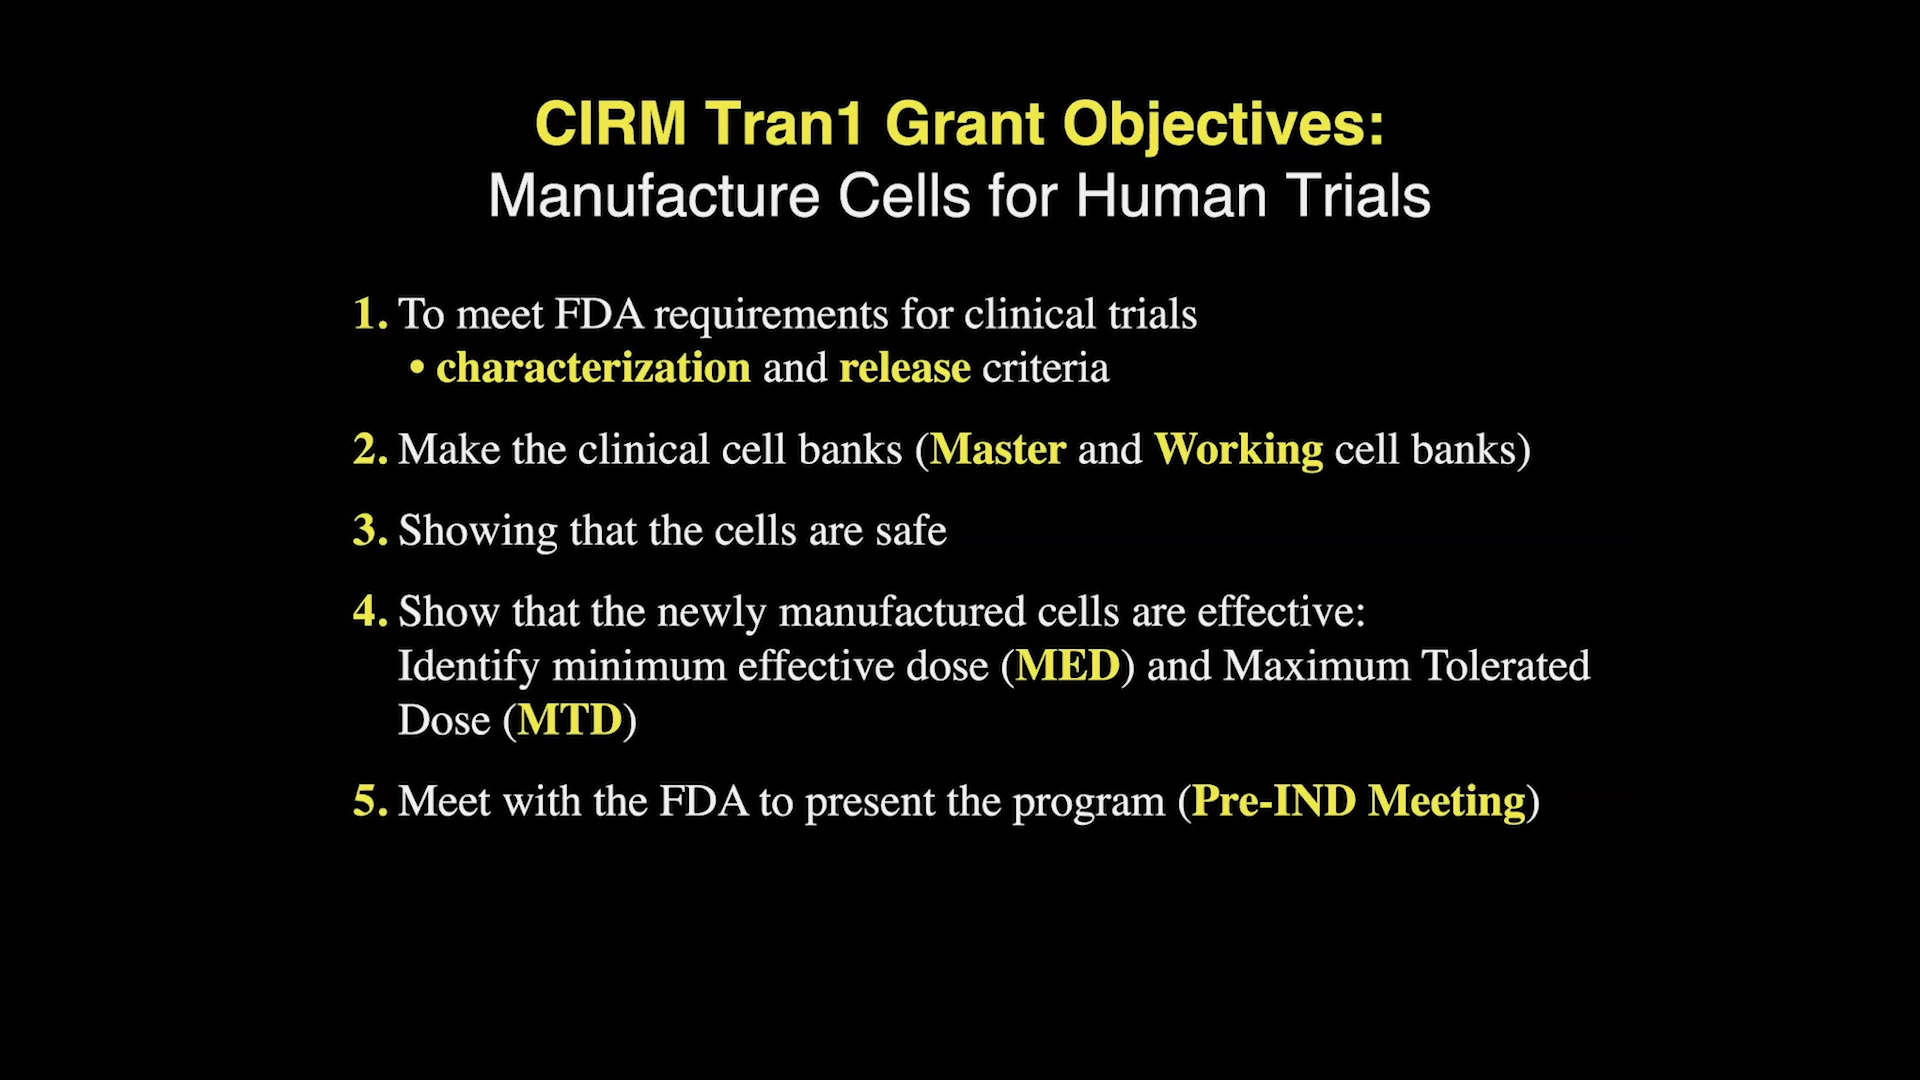 CIRM Tran1 Grant Objectives:
Manufacture Cells for Human Trials
1. To meet FDA requirements for clinical trials
• characterization and release criteria
2. Make the clinical cell banks (Master and Working cell banks)
3. Showing that the cells are safe
4. Show that the newly manufactured cells are effective:
Identify minimum effective dose (MED) and Maximum Tolerated
Dose (MTD)
5. Meet with the FDA to present the program (Pre-IND Meeting)